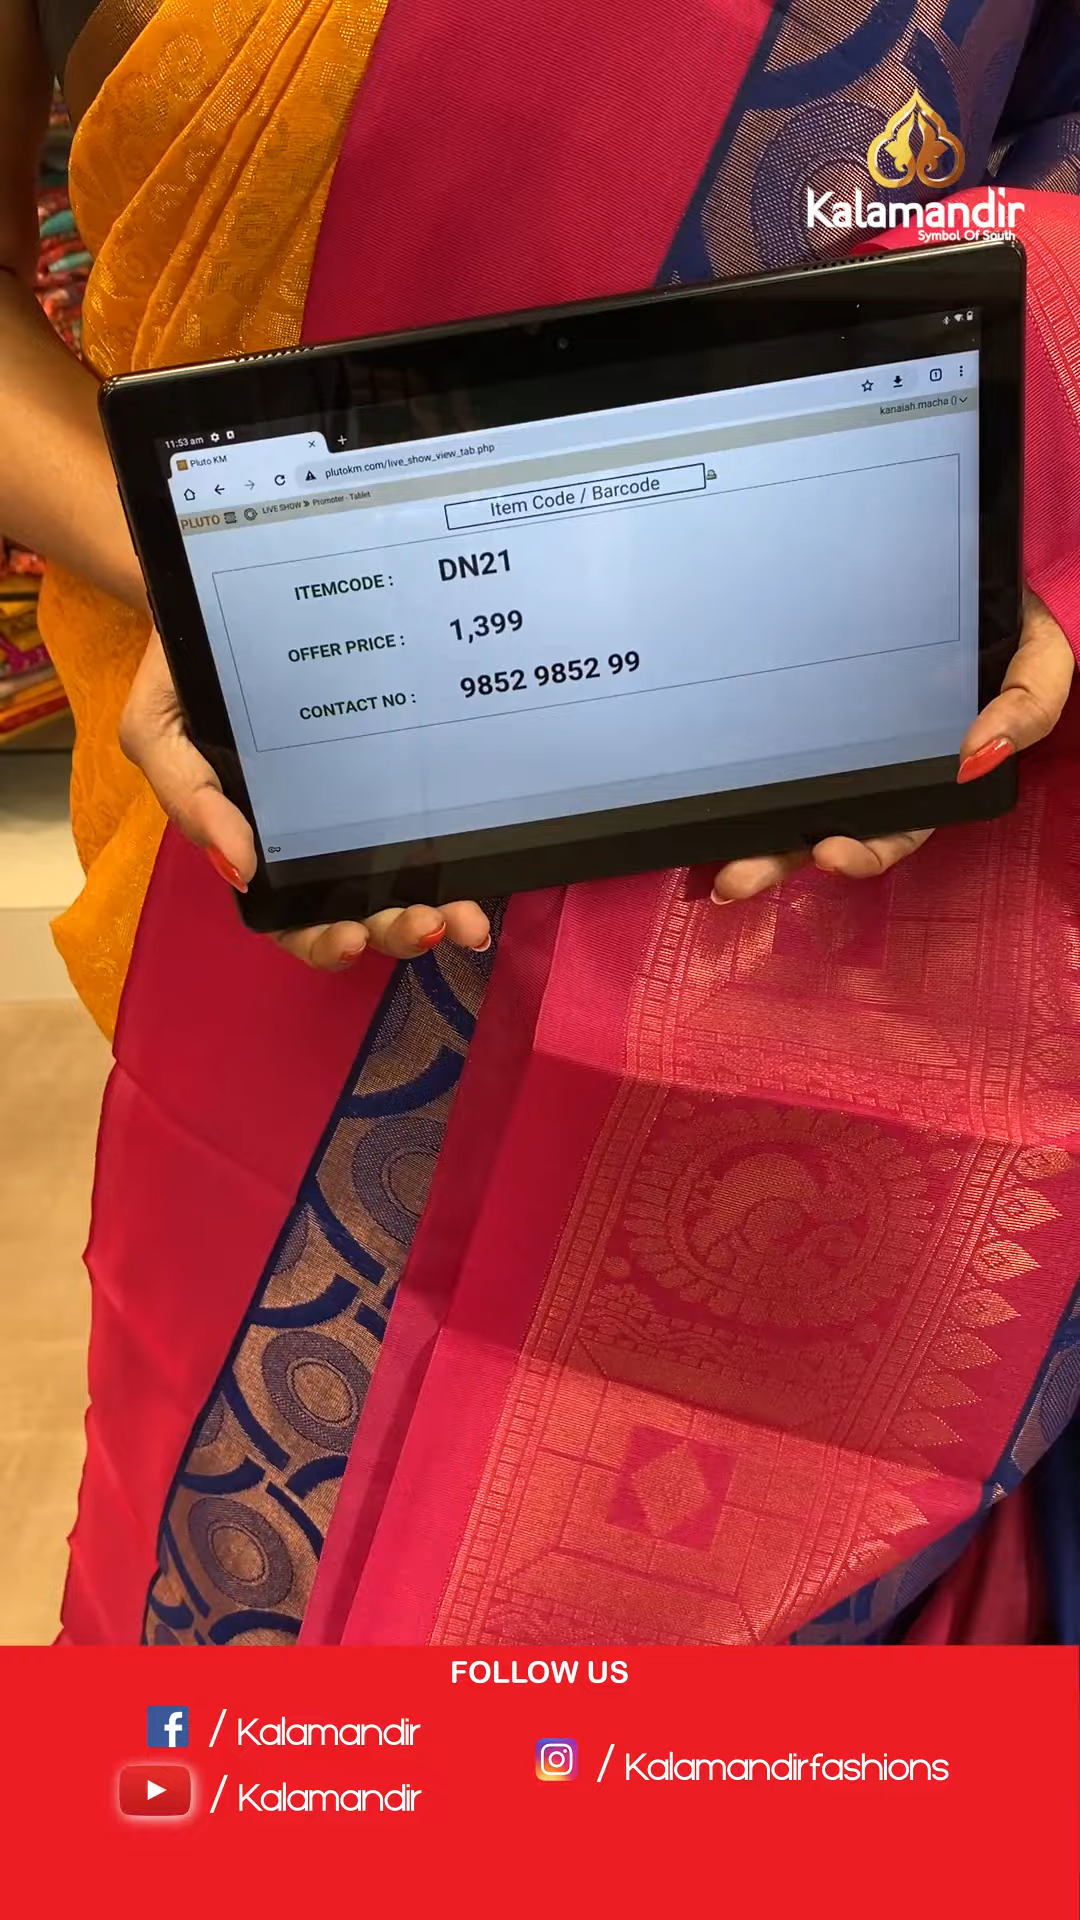 Kalamandir
Symbol Of South
11:53 am
Pluto KM
plutokm.com/live_show_view_tab.php
kanaiah.macha ()
PLUTO
LIVE SHOW
Promoter - Tablet
Item Code / Barcode
ITEMCODE : DN21
OFFER PRICE : 1,399
CONTACT NO : 9852 9852 99
FOLLOW US
/ Kalamandir
/ Kalamandirfashions
/ Kalamandir